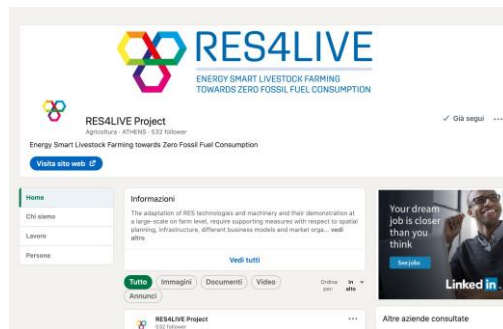 RES4LIVE
ENERGY SMART LIVESTOCK FARMING
TOWARDS ZERO FOSSIL FUEL CONSUMPTION
RES4LIVE Project
Agricoltura · ATHENS · 532 follower
Energy Smart Livestock Farming towards Zero Fossil Fuel Consumption
✓ Già segui ...
Visita sito web
Home
Chi siamo
Lavoro
Persone
Informazioni
The adaptation of RES technologies and machinery and their demonstration at
a large-scale on farm level, require supporting measures with respect to spatial
planning, infrastructure, different business models and market orga... vedi
altro
Vedi tutti
Tutto Immagini Documenti Video
Annunci
Ordina per: In alto
RES4LIVE Project ...
532 follower
Your dream
job is closer
than you
think
See jobs
Linked in
Altre aziende consultate